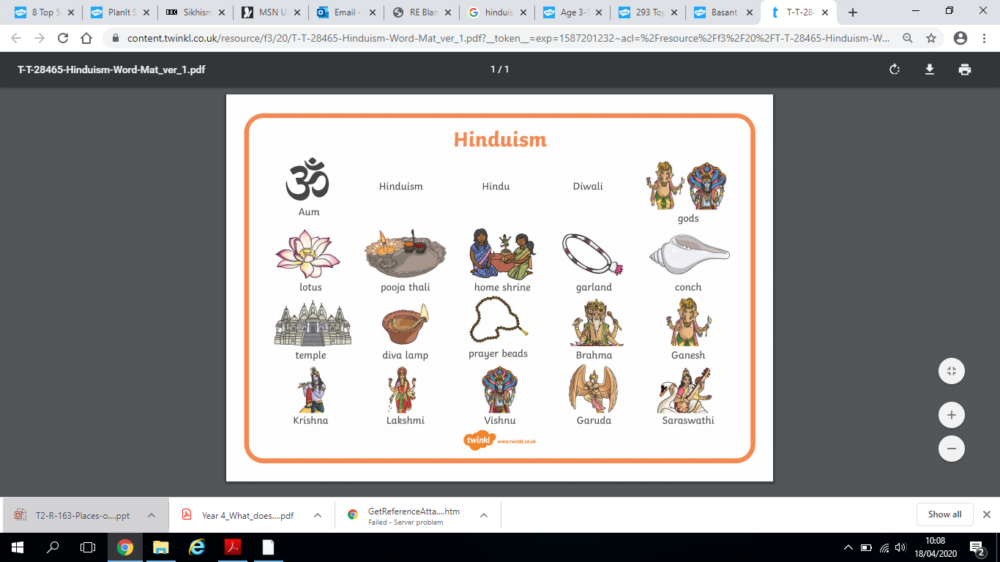 8 Top 5
PlanIt S
BBC Sikhism
MSN U
Email -
RE Blan
hinduis
Age 3-5
293 Top
Basant
T-T-284
content.twinkl.co.uk/resource/f3/20/T-T-28465-Hinduism-Word-Mat_ver_1.pdf?__token__=exp=1587201232~acl=%2Fresource%2Ff3%2F20%2FT-T-28465-Hinduism-W...
T-T-28465-Hinduism-Word-Mat_ver_1.pdf
1 / 1
Hinduism
ॐ
Aum
Hinduism
Hindu
Diwali
gods
lotus
pooja thali
home shrine
garland
conch
temple
diva lamp
prayer beads
Brahma
Ganesh
Krishna
Lakshmi
Vishnu
Garuda
Saraswathi
twinkl www.twinkl.co.uk
T2-R-163-Places-o....ppt
Year 4_What_does....pdf
GetReferenceAtta....htm
Failed - Server problem
Show all
10:08
18/04/2020
2